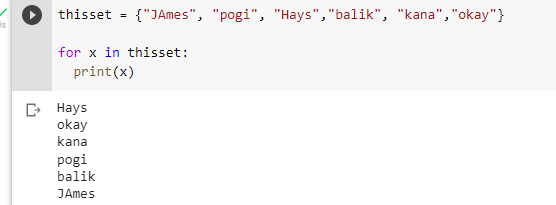 thisset = {"JAmes", "pogi", "Hays","balik", "kana","okay"}
for x in thisset:
  print(x)
Hays
okay
kana
pogi
balik
JAmes